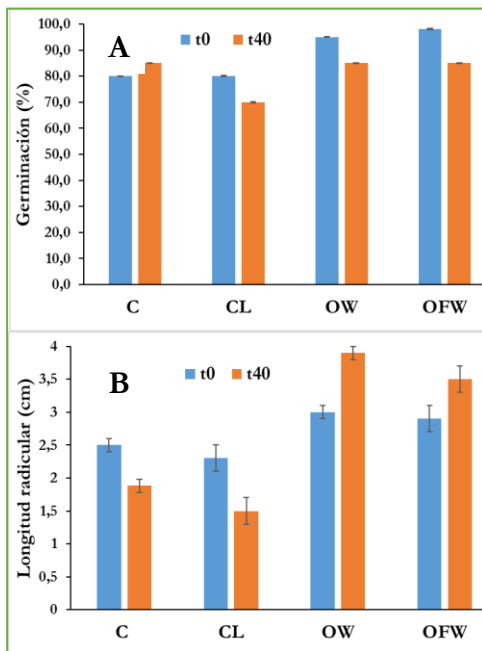 A
t0 t40
Germinación (%)
100,0
90,0
80,0
70,0
60,0
50,0
40,0
30,0
20,0
10,0
0,0
C CL OW OFW
B
t0 t40
Longitud radicular (cm)
4
3,5
3
2,5
2
1,5
1
0,5
0
C CL OW OFW